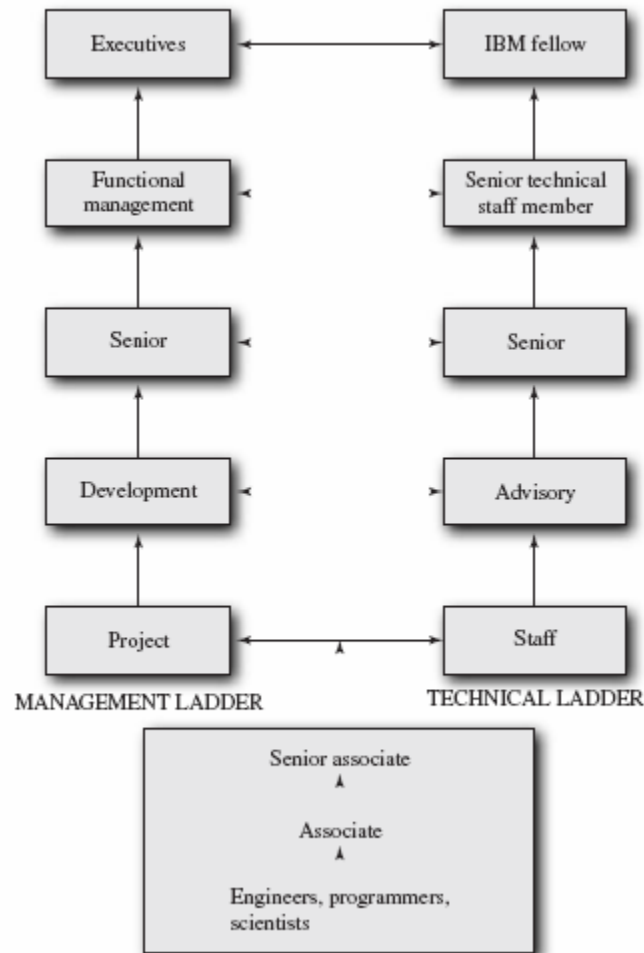 Executives
IBM fellow
Functional
management
Senior technical
staff member
Senior
Senior
Development
Advisory
Project
Staff
MANAGEMENT LADDER
TECHNICAL LADDER
Senior associate
Associate
Engineers, programmers,
scientists